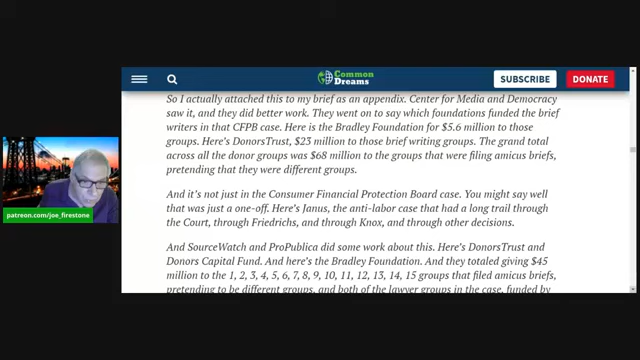 Common
Dreams
SUBSCRIBE
DONATE
So I actually attached this to my brief as an appendix. Center for Media and Democracy
saw it, and they did better work. They went on to say which foundations funded the brief
writers in that CFPB case. Here is the Bradley Foundation for $5.6 million to those
groups. Here's DonorsTrust, $23 million to those brief writing groups. The grand total
across all the donor groups was $68 million to the groups that were filing amicus briefs,
pretending that they were different groups.
And it's not just in the Consumer Financial Protection Board case. You might say well
that was just a one-off. Here's Janus, the anti-labor case that had a long trail through
the Court, through Friedrichs, and through Knox, and through other decisions.
And SourceWatch and ProPublica did some work about this. Here's DonorsTrust and
Donors Capital Fund. And here's the Bradley Foundation. And they totaled giving $45
million to the 1, 2, 3, 4, 5, 6, 7, 8, 9, 10, 11, 12, 13, 14, 15 groups that filed amicus briefs,
pretending to be different groups, and both of the lawyer groups in the case, funded by
patreon.com/joe_firestone